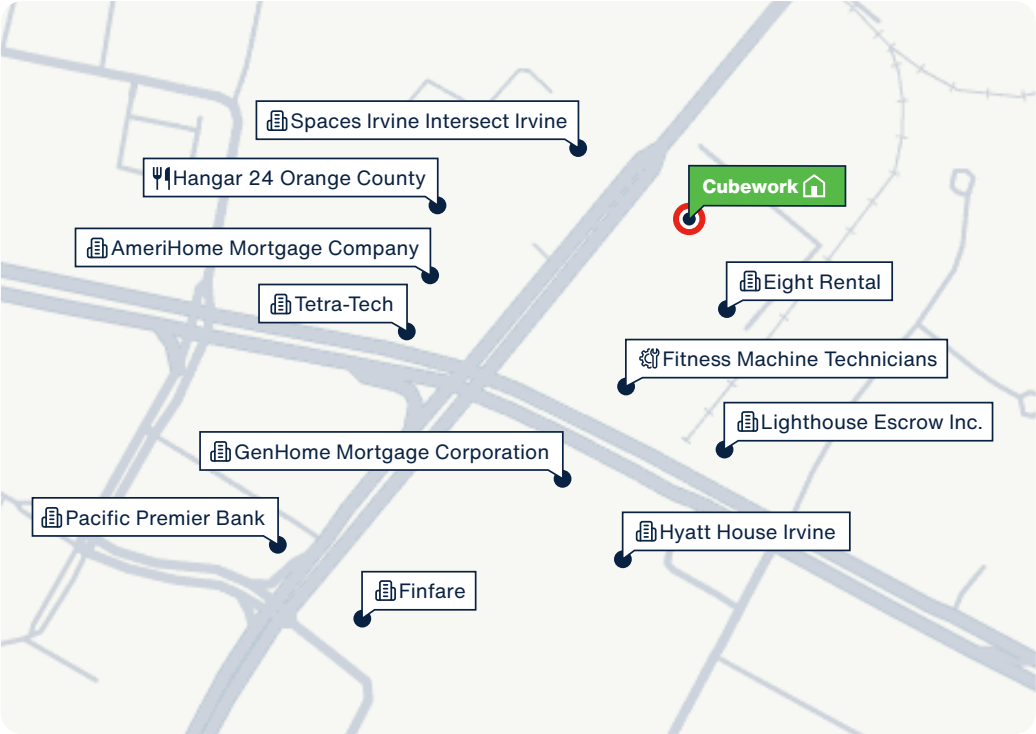 Spaces Irvine Intersect Irvine
Hangar 24 Orange County
Cubework
AmeriHome Mortgage Company
Eight Rental
Tetra-Tech
Fitness Machine Technicians
Lighthouse Escrow Inc.
GenHome Mortgage Corporation
Pacific Premier Bank
Hyatt House Irvine
Finfare